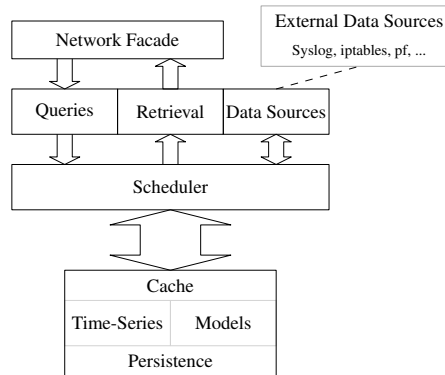 External Data Sources
Syslog, iptables, pf, ...
Network Facade
Queries
Retrieval
Data Sources
Scheduler
Cache
Time-Series
Models
Persistence